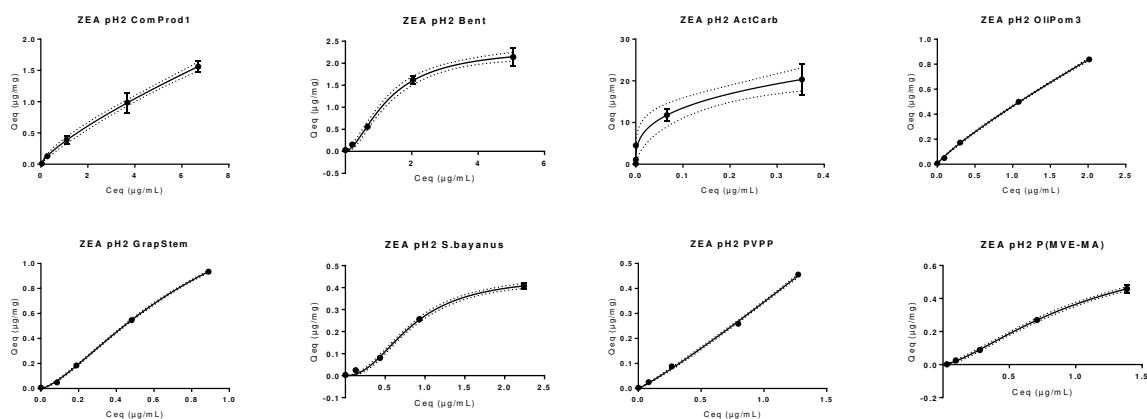 ZEA pH2 ComProd1
2.0
1.5
1.0
0.5
0.0
Qeq (µg/mg)
0 2 4 6 8
Ceq (µg/mL)
ZEA pH2 Bent
2.5
2.0
1.5
1.0
0.5
0.0
-0.5
Qeq (µg/mg)
2 4 6
Ceq (µg/mL)
ZEA pH2 ActCarb
30
20
10
0
Qeq (µg/mg)
0.0 0.1 0.2 0.3 0.4
Ceq (µg/mL)
ZEA pH2 OliPom3
1.0
0.8
0.6
0.4
0.2
0.0
Qeq (µg/mg)
0.0 0.5 1.0 1.5 2.0 2.5
Ceq (µg/mL)
ZEA pH2 GrapStem
1.0
0.8
0.6
0.4
0.2
0.0
Qeq (µg/mg)
0.0 0.2 0.4 0.6 0.8 1.0
Ceq (µg/mL)
ZEA pH2 S.bayanus
0.5
0.4
0.3
0.2
0.1
0.0
-0.1
Qeq (µg/mg)
0.5 1.0 1.5 2.0 2.5
Ceq (µg/mL)
ZEA pH2 PVPP
0.5
0.4
0.3
0.2
0.1
0.0
Qeq (µg/mg)
0.0 0.5 1.0 1.5
Ceq (µg/mL)
ZEA pH2 P(MVE-MA)
0.6
0.4
0.2
0.0
-0.2
Qeq (µg/mg)
0.5 1.0 1.5
Ceq (µg/mL)